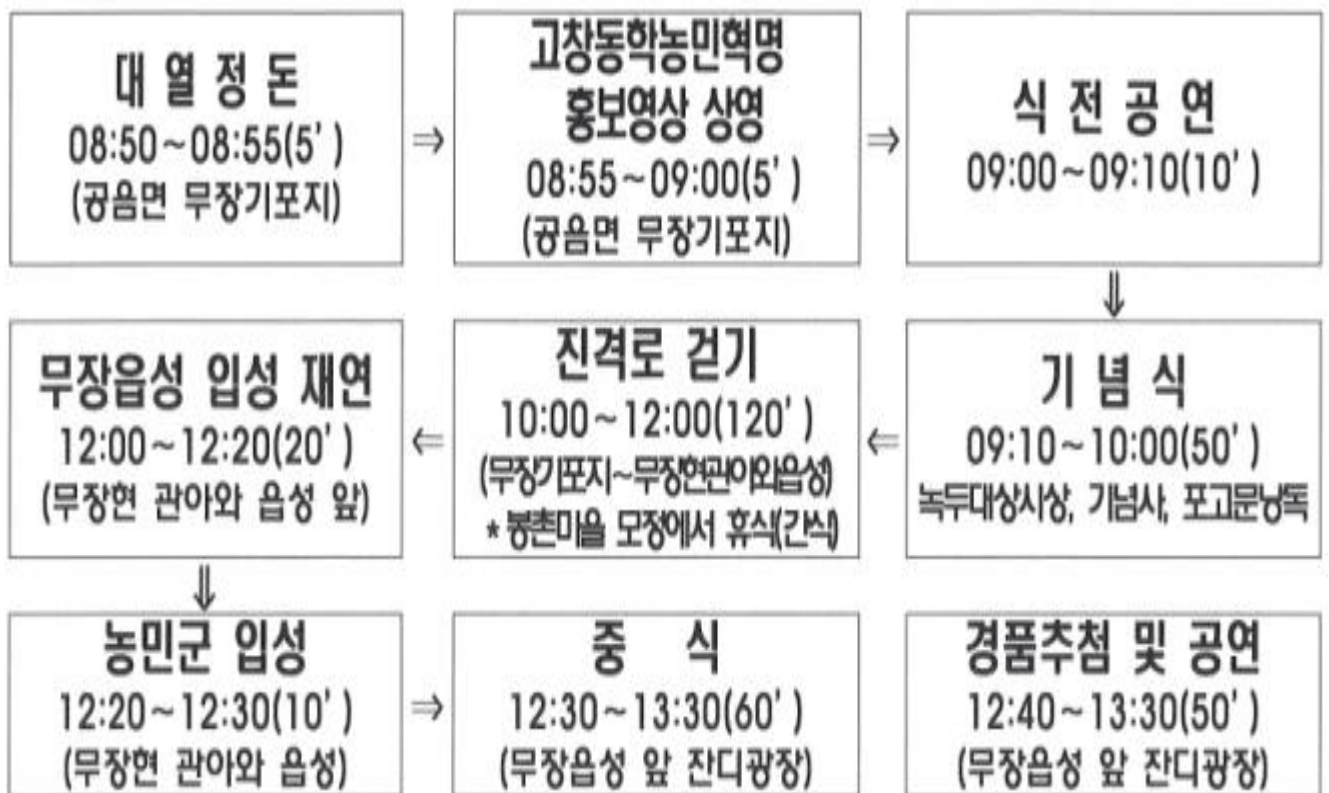 대 열 정 돈
08:50~08:55(5')
(공음면 무장기포지)
⇒
고창동학농민혁명
홍보영상 상영
08:55~09:00(5')
(공음면 무장기포지)
⇒
식 전 공 연
09:00~09:10(10')
⇓
기 념 식
09:10~10:00(50')
녹두대상시상, 기념사, 포고문낭독
⇐
진격로 걷기
10:00~12:00(120')
(무장기포지~무장현관아와읍성)
* 봉촌마을 모정에서 휴식(간식)
⇐
무장읍성 입성 재연
12:00~12:20(20')
(무장현 관아와 읍성 앞)
⇓
농민군 입성
12:20~12:30(10')
(무장현 관아와 읍성)
⇒
중 식
12:30~13:30(60')
(무장읍성 앞 잔디광장)
경품추첨 및 공연
12:40~13:30(50')
(무장읍성 앞 잔디광장)